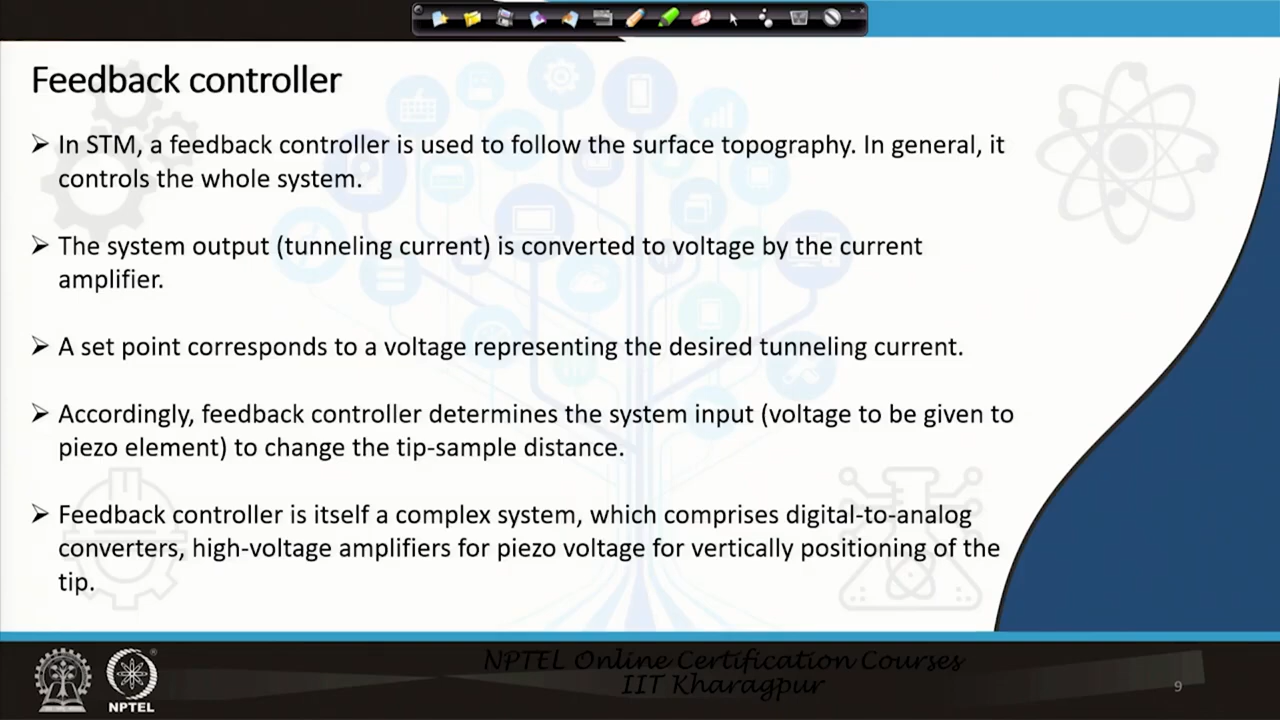 Feedback controller
➢ In STM, a feedback controller is used to follow the surface topography. In general, it
controls the whole system.
➢ The system output (tunneling current) is converted to voltage by the current
amplifier.
➢ A set point corresponds to a voltage representing the desired tunneling current.
➢ Accordingly, feedback controller determines the system input (voltage to be given to
piezo element) to change the tip-sample distance.
➢ Feedback controller is itself a complex system, which comprises digital-to-analog
converters, high-voltage amplifiers for piezo voltage for vertically positioning of the
tip.
NPTEL Online Certification Courses
IIT Kharagpur
NPTEL
9